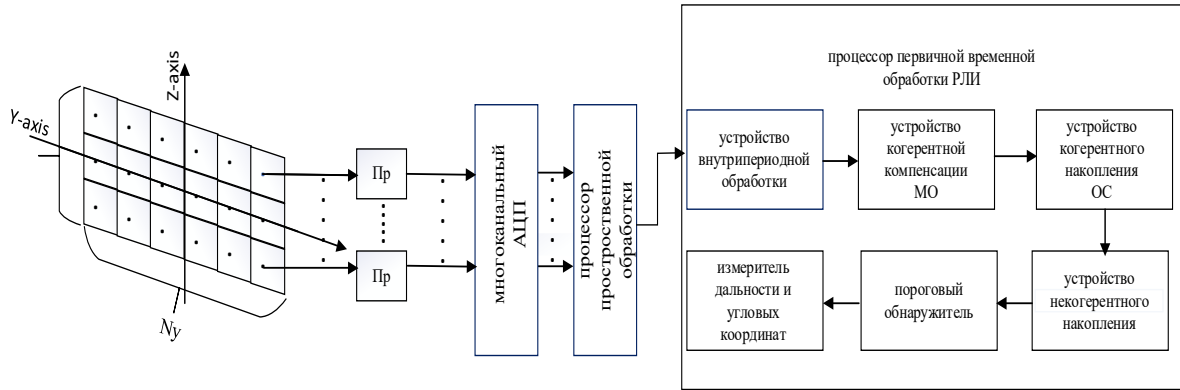 Z-axis
Y-axis
Ny
Пр
Пр
многоканальный
АЦП
процессор
прострственной
обработки
процессор первичной временной
обработки РЛИ
устройство
внутрипериодной
обработки
устройство
когерентной
компенсации
МО
устройство
когерентного
накопления
ОС
измеритель
дальности и
угловых
координат
пороговый
обнаружитель
устройство
некогерентного
накопления